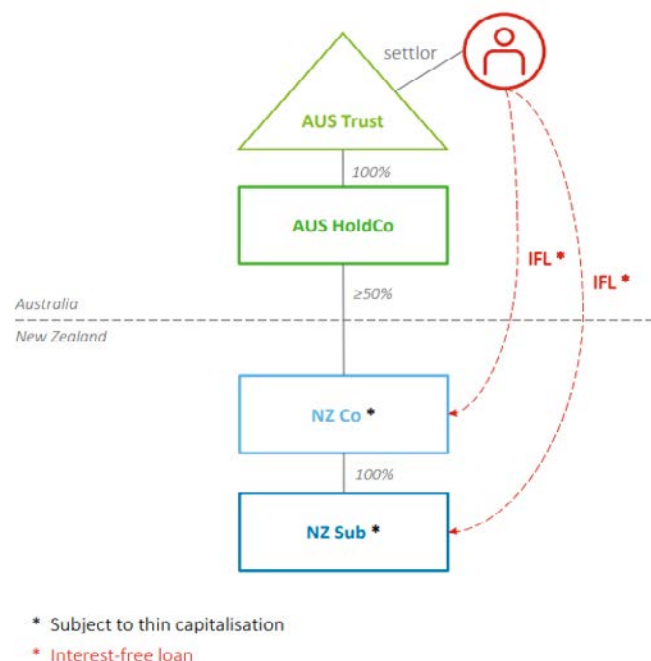 settlor
AUS Trust
100%
AUS HoldCo
IFL *
IFL *
≥50%
Australia
New Zealand
NZ Co *
100%
NZ Sub *
* Subject to thin capitalisation
* Interest-free loan